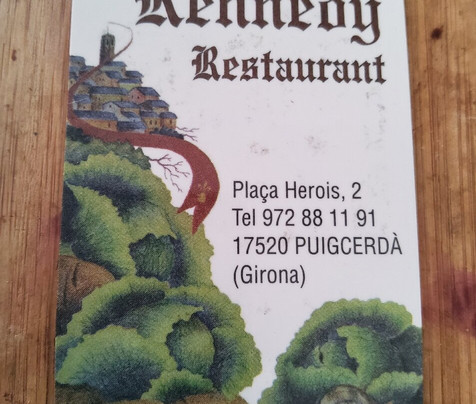 Kennedy
Restaurant
Plaça Herois, 2
Tel 972 88 11 91
17520 PUIGCERDÀ
(Girona)